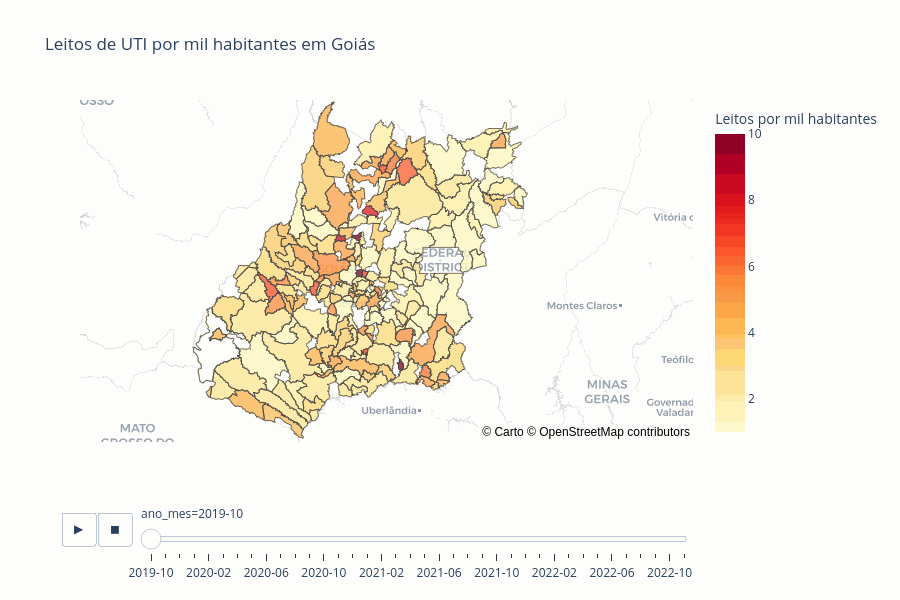 Leitos de UTI por mil habitantes em Goiás
OSSO
Leitos por mil habitantes
10
8
6
4
2
Vitória c
EDERA
DISTRIC
Montes Claros
Teófilo
MINAS
GERAIS
Governad
Valadar
Uberlândia
MATO
GROSSO DO
© Carto © OpenStreetMap contributors
ano_mes=2019-10
2019-10 2020-02 2020-06 2020-10 2021-02 2021-06 2021-10 2022-02 2022-06 2022-10